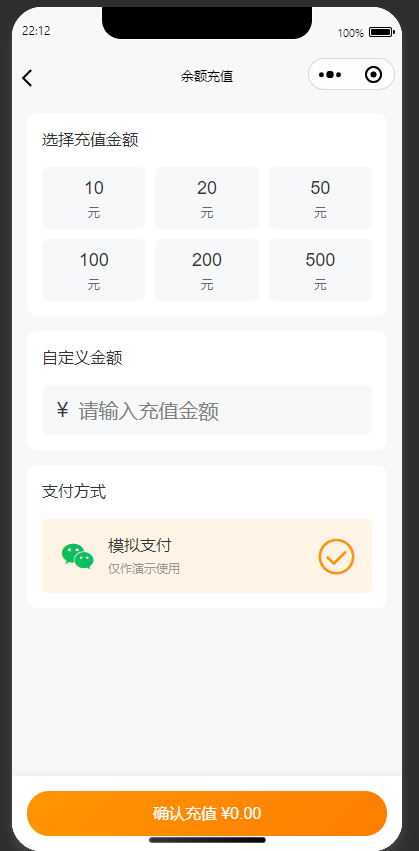 22:12
100%
余额充值
选择充值金额
10
元
20
元
50
元
100
元
200
元
500
元
自定义金额
¥ 请输入充值金额
支付方式
模拟支付
仅作演示使用
确认充值 ¥0.00